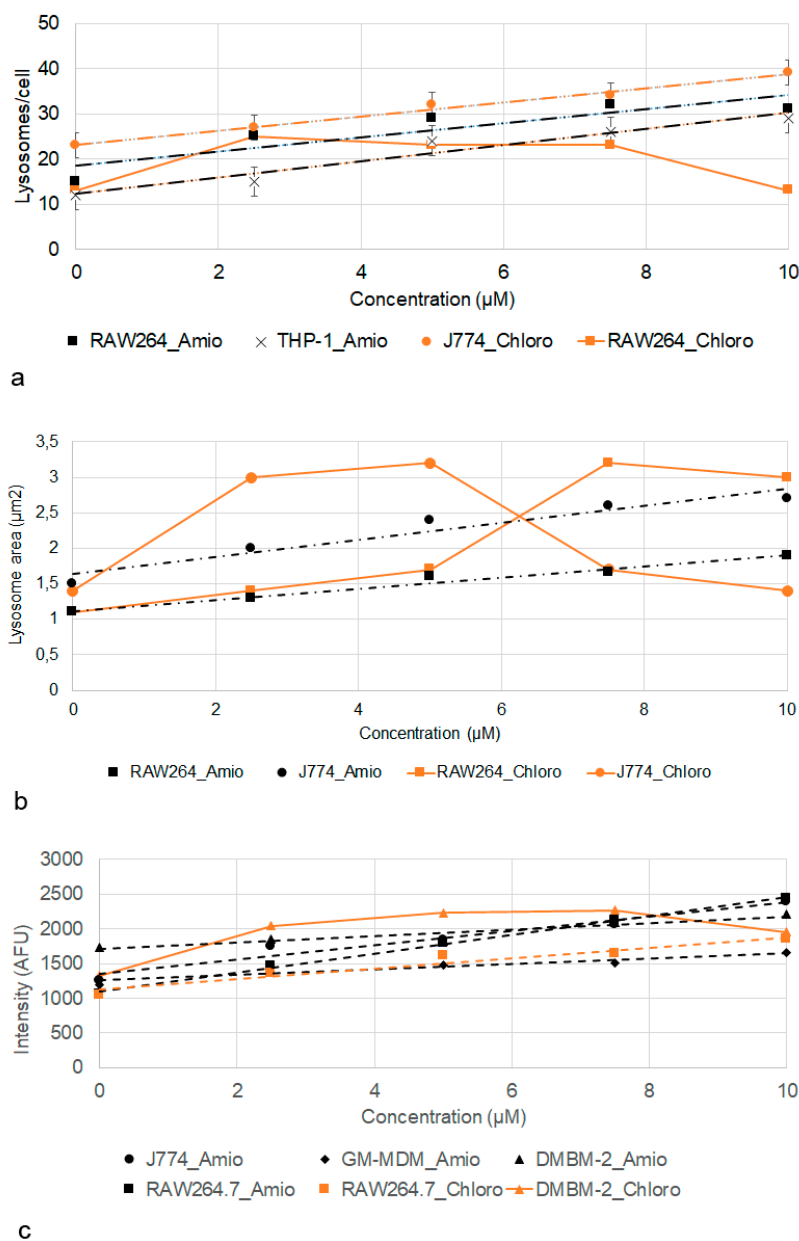 50
40
30
20
10
0
Lysosomes/cell
0 2 4 6 8 10
Concentration (µM)
RAW264_Amio THP-1_Amio J774_Chloro RAW264_Chloro
a
3,5
3
2,5
2
1,5
1
0,5
0
Lysosome area (µm2)
0 2 4 6 8 10
Concentration (µM)
RAW264_Amio J774_Amio RAW264_Chloro J774_Chloro
b
3000
2500
2000
1500
1000
500
0
Intensity (AFU)
0 2 4 6 8 10
Concentration (µM)
J774_Amio GM-MDM_Amio DMBM-2_Amio
RAW264.7_Amio RAW264.7_Chloro DMBM-2_Chloro
c